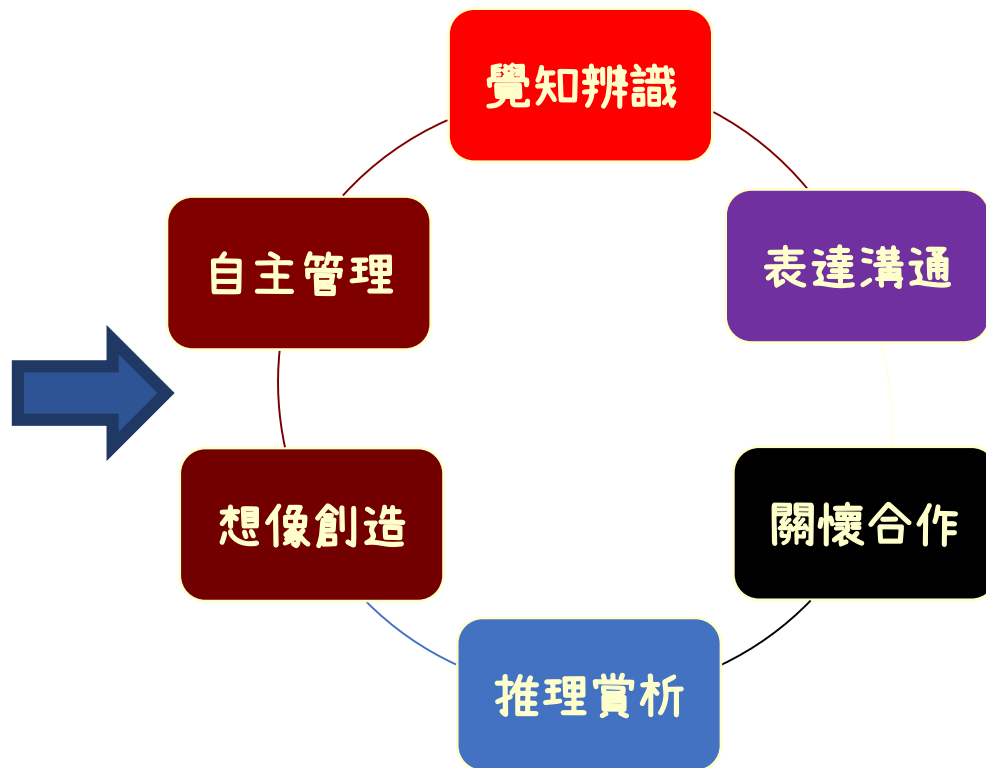 覺知辨識
表達溝通
關懷合作
推理賞析
想像創造
自主管理